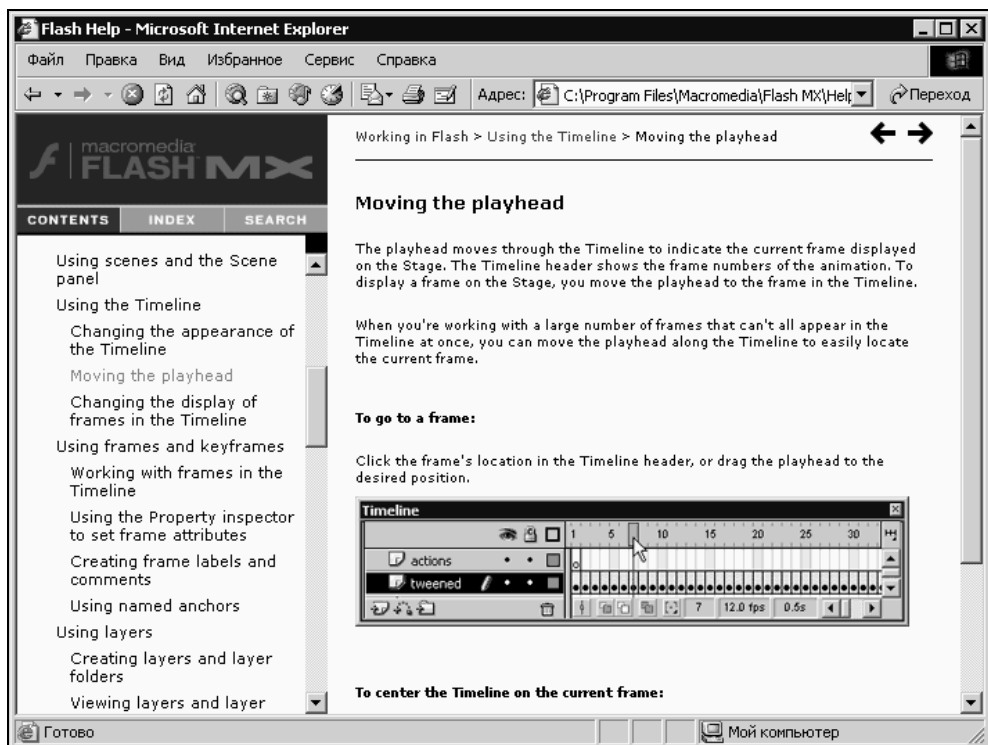 Flash Help - Microsoft Internet Explorer
Файл Правка Вид Избранное Сервис Справка
Адрес: C:\Program Files\Macromedia\Flash MX\Help Переход
macromedia
FLASH MX
CONTENTS INDEX SEARCH
Using scenes and the Scene
panel
Using the Timeline
Changing the appearance of
the Timeline
Moving the playhead
Changing the display of
frames in the Timeline
Using frames and keyframes
Working with frames in the
Timeline
Using the Property inspector
to set frame attributes
Creating frame labels and
comments
Using named anchors
Using layers
Creating layers and layer
folders
Viewing layers and layer
Working in Flash > Using the Timeline > Moving the playhead
Moving the playhead
The playhead moves through the Timeline to indicate the current frame displayed
on the Stage. The Timeline header shows the frame numbers of the animation. To
display a frame on the Stage, you move the playhead to the frame in the Timeline.
When you're working with a large number of frames that can't all appear in the
Timeline at once, you can move the playhead along the Timeline to easily locate
the current frame.
To go to a frame:
Click the frame's location in the Timeline header, or drag the playhead to the
desired position.
Timeline
1 5 10 15 20 25 30
actions
tweened
7 12.0 fps 0.5s
To center the Timeline on the current frame:
Готово Мой компьютер